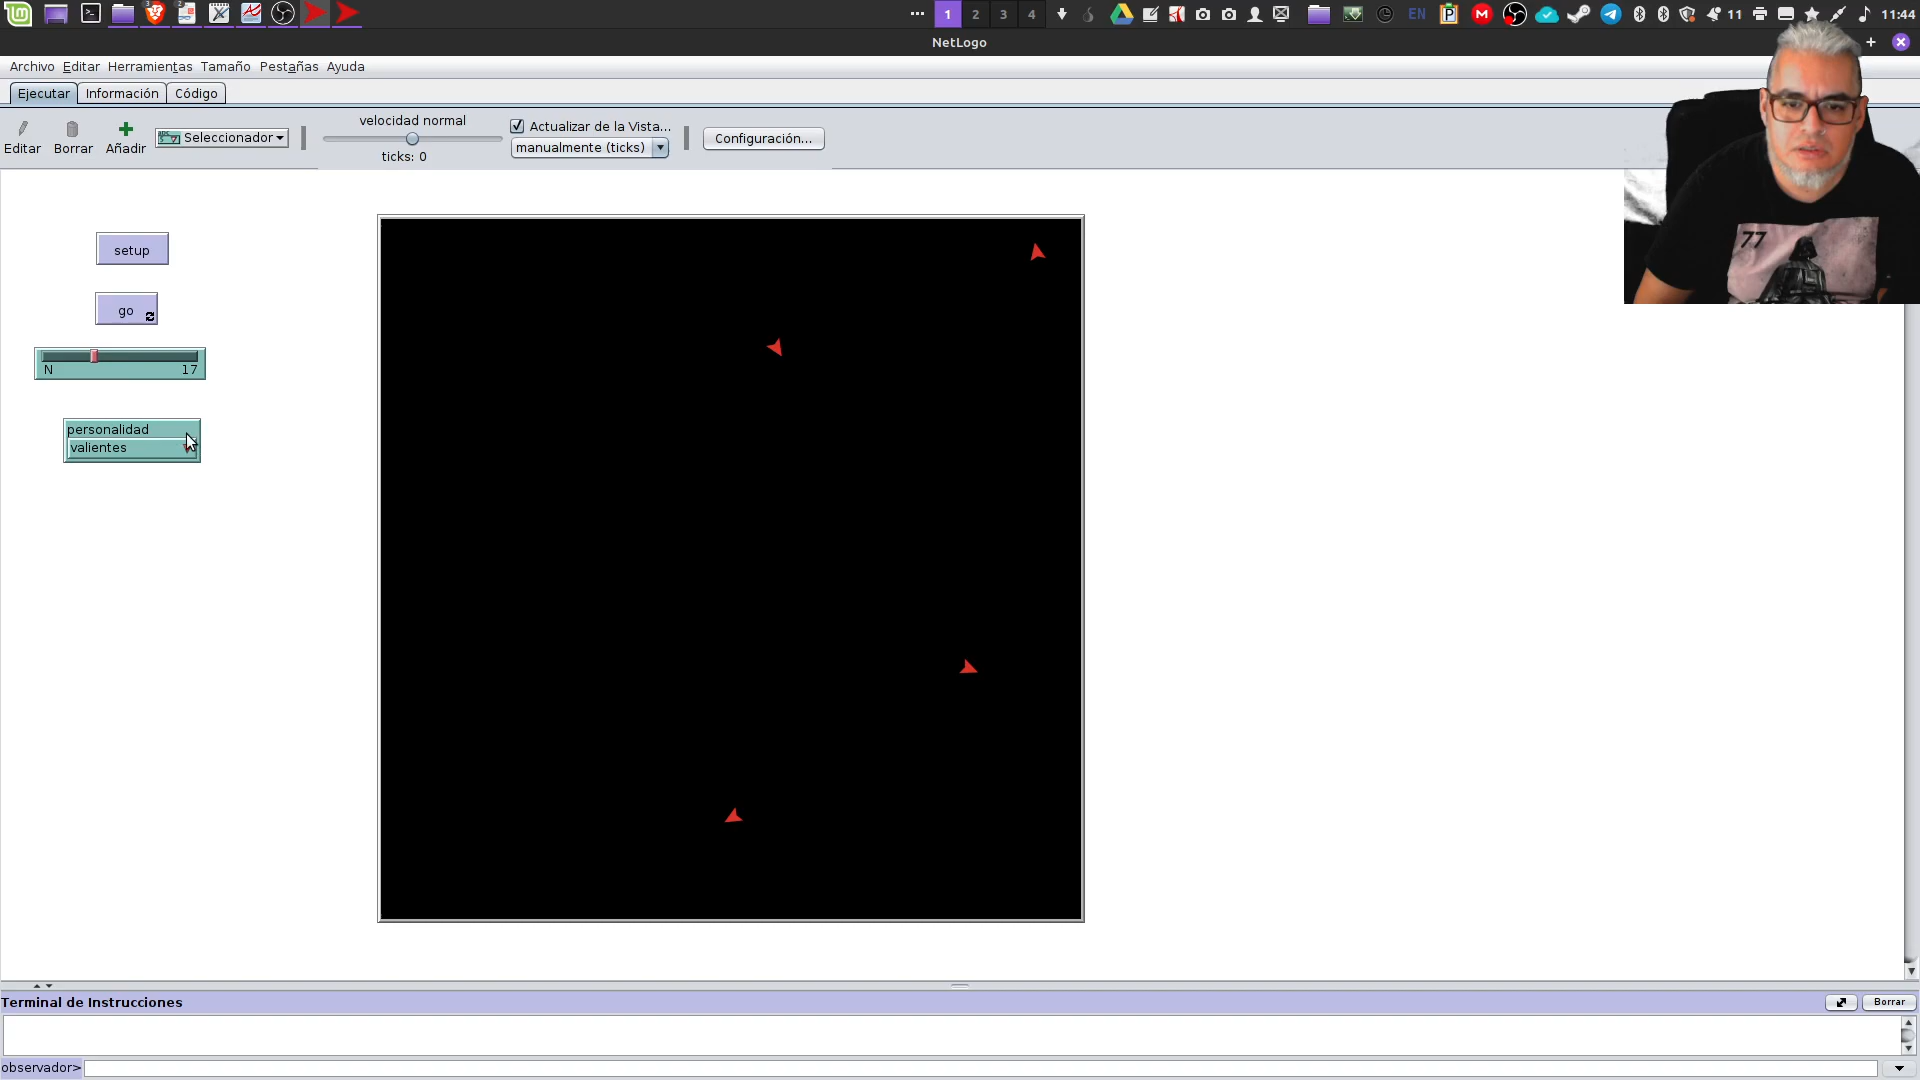 1 2 3 4 EN 11 11:44
NetLogo
Archivo Editar Herramientas Tamaño Pestañas Ayuda
Ejecutar Información Código
Editar Borrar Añadir Seleccionador velocidad normal ticks: 0 Actualizar de la Vista... manualmente (ticks) Configuración...
setup
go
N 17
personalidad
valientes
77
Terminal de Instrucciones Borrar
observador>